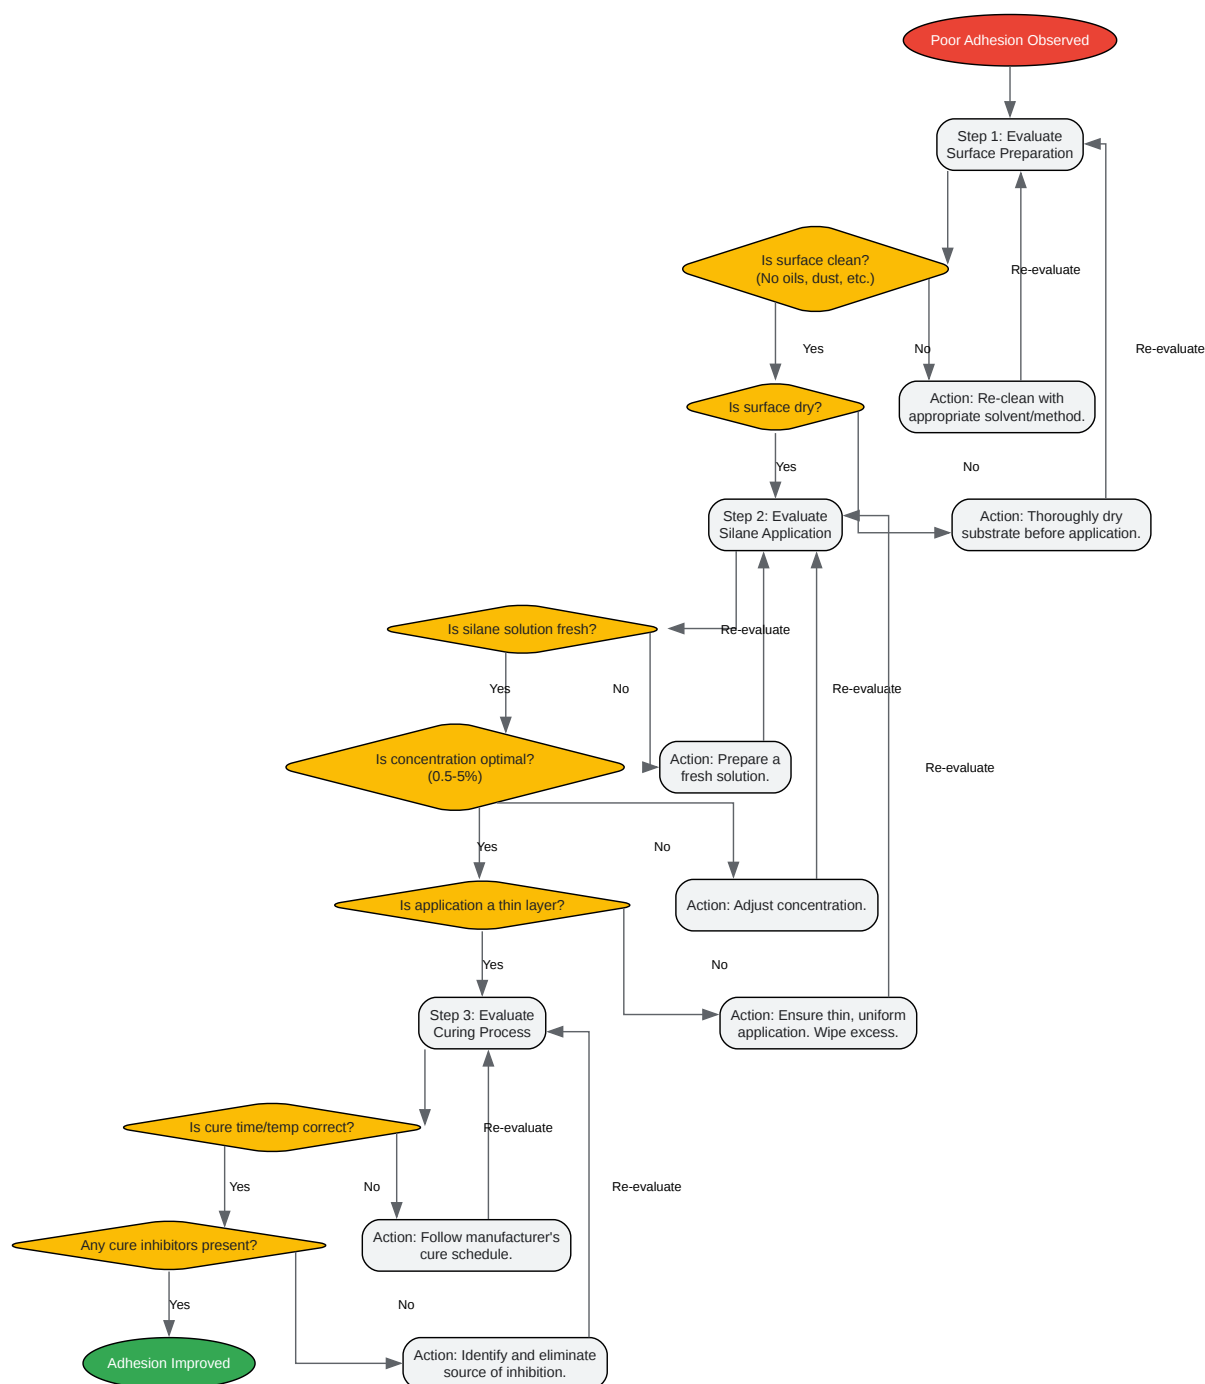 Poor Adhesion Observed
Step 1: Evaluate
Surface Preparation
Is surface clean?
(No oils, dust, etc.)
Re-evaluate
Yes
No
Re-evaluate
Action: Re-clean with
appropriate solvent/method.
Is surface dry?
Yes
No
Step 2: Evaluate
Silane Application
Action: Thoroughly dry
substrate before application.
Is silane solution fresh?
Re-evaluate
Yes
No
Re-evaluate
Is concentration optimal?
(0.5-5%)
Action: Prepare a
fresh solution.
Re-evaluate
Yes
No
Is application a thin layer?
Action: Adjust concentration.
Yes
No
Step 3: Evaluate
Curing Process
Action: Ensure thin, uniform
application. Wipe excess.
Is cure time/temp correct?
Re-evaluate
Yes
No
Re-evaluate
Any cure inhibitors present?
Action: Follow manufacturer's
cure schedule.
Yes
No
Adhesion Improved
Action: Identify and eliminate
source of inhibition.